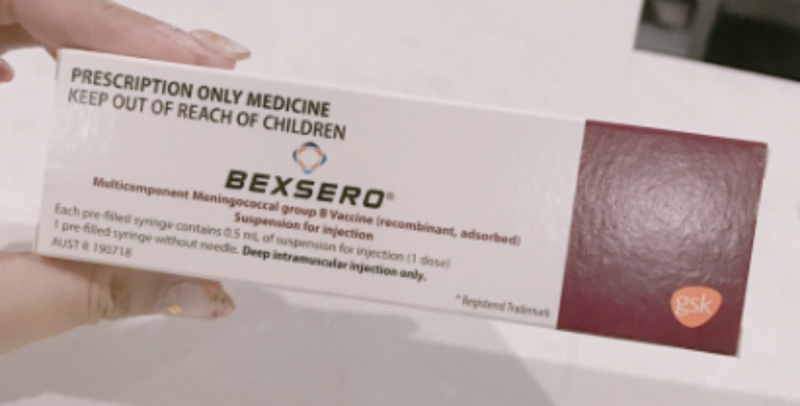 PRESCRIPTION ONLY MEDICINE
KEEP OUT OF REACH OF CHILDREN
BEXSERO®
Multicomponent Meningococcal group B Vaccine (recombinant, adsorbed)
Suspension for injection
Each pre-filled syringe contains 0.5 mL of suspension for injection (1 dose)
1 pre-filled syringe without needle. Deep intramuscular injection only.
AUST R 190718
® Registered Trademark
gsk